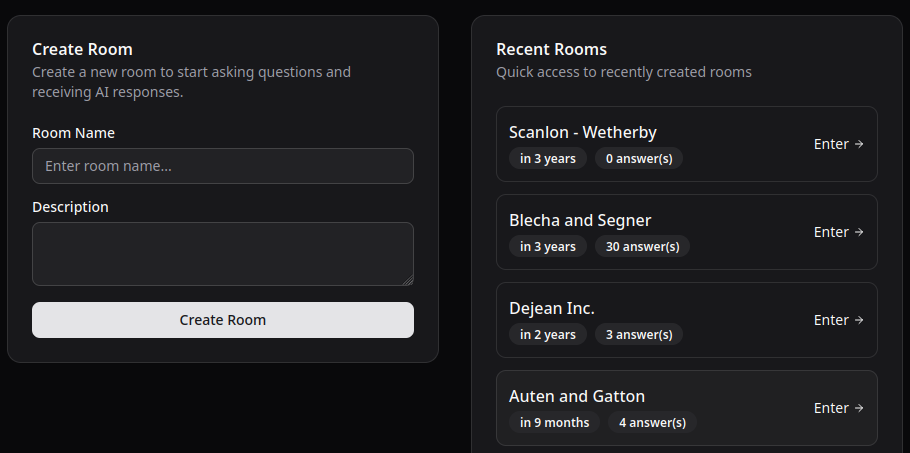 Create Room
Create a new room to start asking questions and
receiving AI responses.
Room Name
Enter room name...
Description
Create Room
Recent Rooms
Quick access to recently created rooms
Scanlon - Wetherby
in 3 years 0 answer(s)
Enter →
Blecha and Segner
in 3 years 30 answer(s)
Enter →
Dejean Inc.
in 2 years 3 answer(s)
Enter →
Auten and Gatton
in 9 months 4 answer(s)
Enter →